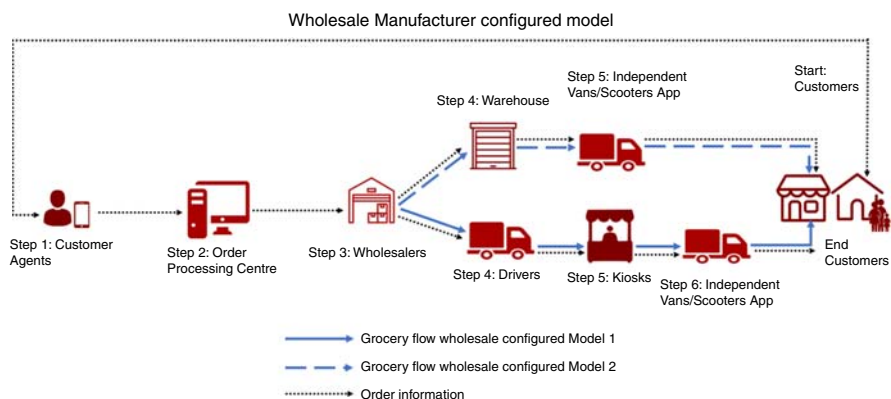 Wholesale Manufacturer configured model
Step 5: Independent
Vans/Scooters App
Start:
Customers
Step 4: Warehouse
Step 1: Customer
Agents
Step 2: Order
Processing Centre
Step 3: Wholesalers
Step 4: Drivers
Step 5: Kiosks
Step 6: Independent
Vans/Scooters App
End
Customers
Grocery flow wholesale configured Model 1
Grocery flow wholesale configured Model 2
Order information